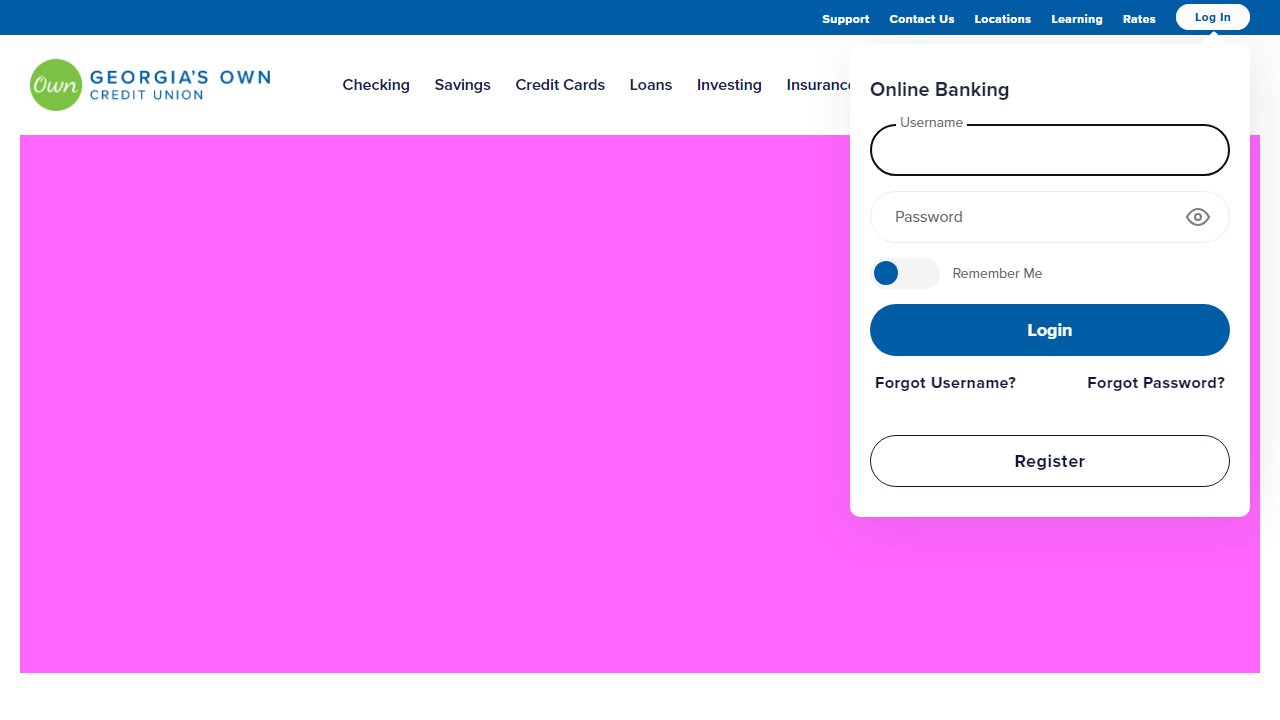 Support Contact Us Locations Learning Rates Log In
Own GEORGIA'S OWN
CREDIT UNION
Checking Savings Credit Cards Loans Investing
Online Banking
Username
Password
Remember Me
Login
Forgot Username? Forgot Password?
Register